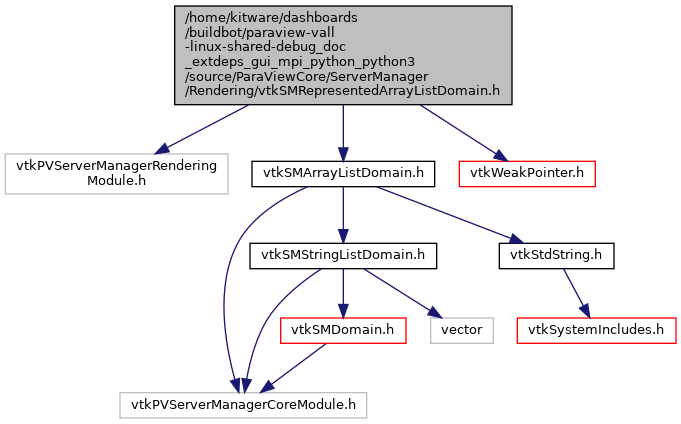 /home/kitware/dashboards
/buildbot/paraview-vall
-linux-shared-debug_doc
_extdeps_gui_mpi_python_python3
/source/ParaViewCore/ServerManager
/Rendering/vtkSMRepresentedArrayListDomain.h
vtkPVServerManagerRendering
Module.h
vtkSMArrayListDomain.h
vtkWeakPointer.h
vtkSMStringListDomain.h
vtkStdString.h
vtkSMDomain.h
vector
vtkSystemIncludes.h
vtkPVServerManagerCoreModule.h